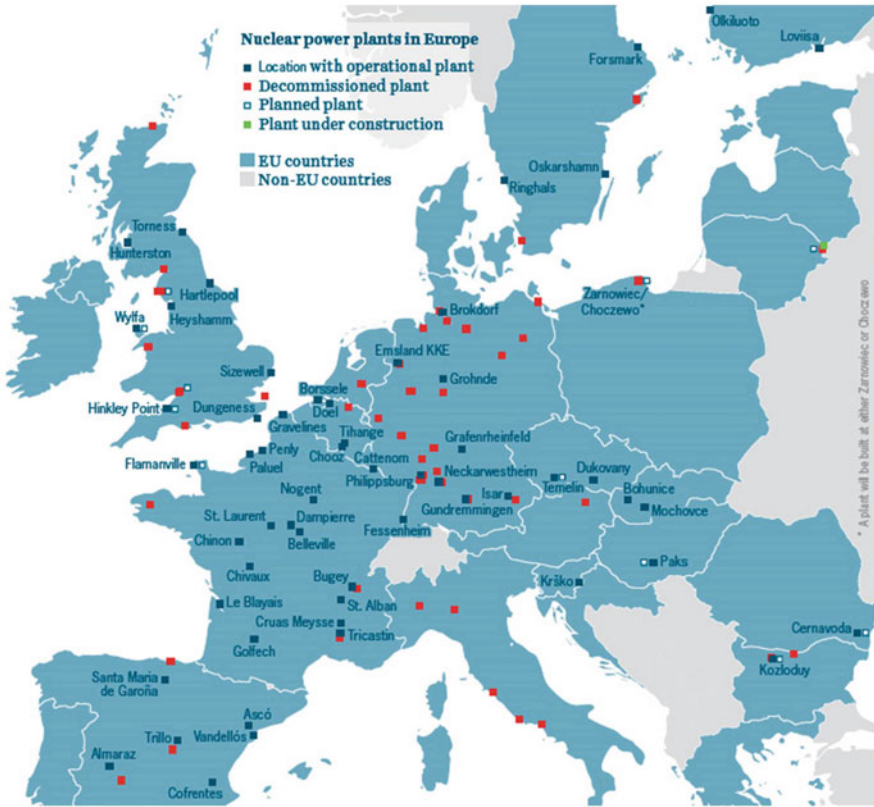 Nuclear power plants in Europe
Location with operational plant
Decommissioned plant
Planned plant
Plant under construction
EU countries
Non-EU countries
Olkiluoto
Loviisa
Forsmark
Oskarshamn
Ringhals
Torness
Hunterston
Hartlepool
Heyshamm
Wylfa
Zarnowiec/
Choczewo*
Brokdorf
Emsland KKE
Sizewell
Grohnde
Borssele
Doel
Hinkley Point
Dungeness
Gravelines
Tihange
Grafenrheinfeld
Penly
Chooz
Paluel
Cattenom
Flamanville
Philippsburg
Neckarwestheim
Dukovany
Temelin
Bohunice
Nogent
Isar
Mochovce
Gundremmingen
St. Laurent
Dampierre
Fessenheim
Chinon
Belleville
Paks
Chivaux
Bugey
Krško
Le Blayais
St. Alban
Cruas Meysse
Tricastin
Golfech
Cernavoda
Kozloduy
Santa Maria
de Garoña
Ascó
Trillo
Vandellós
Almaraz
Cofrentes
* A plant will be built at either Zarnowiec or Choczewo